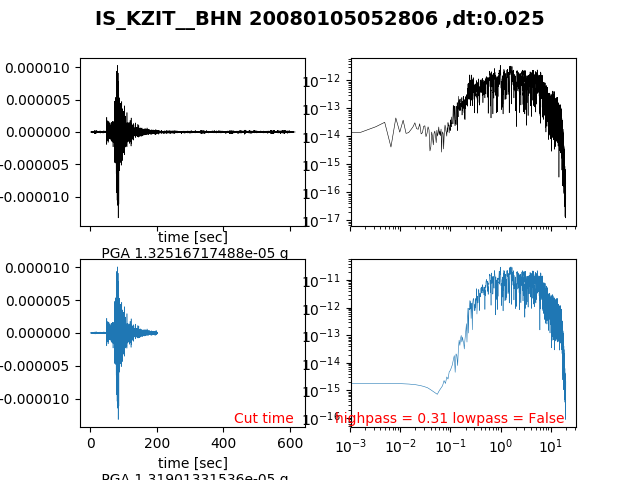 IS_KZIT__BHN 20080105052806 ,dt:0.025
0.000010
0.000005
0.000000
-0.000005
-0.000010
time [sec]
PGA 1.32516717488e-05 g
10^-12
10^-13
10^-14
10^-15
10^-16
10^-17
0.000010
0.000005
0.000000
-0.000005
-0.000010
Cut time
0 200 400 600
time [sec]
PGA 1.31901331536e-05 g
10^-11
10^-12
10^-13
10^-14
10^-15
10^-16
highpass = 0.31 lowpass = False
10^-3 10^-2 10^-1 10^0 10^1